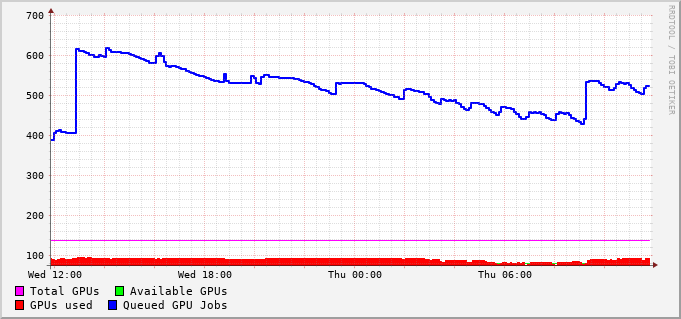 700
600
500
400
300
200
100
Wed 12:00 Wed 18:00 Thu 00:00 Thu 06:00
Total GPUs Available GPUs
GPUs used Queued GPU Jobs
RRDTOOL / TOBI OETIKER